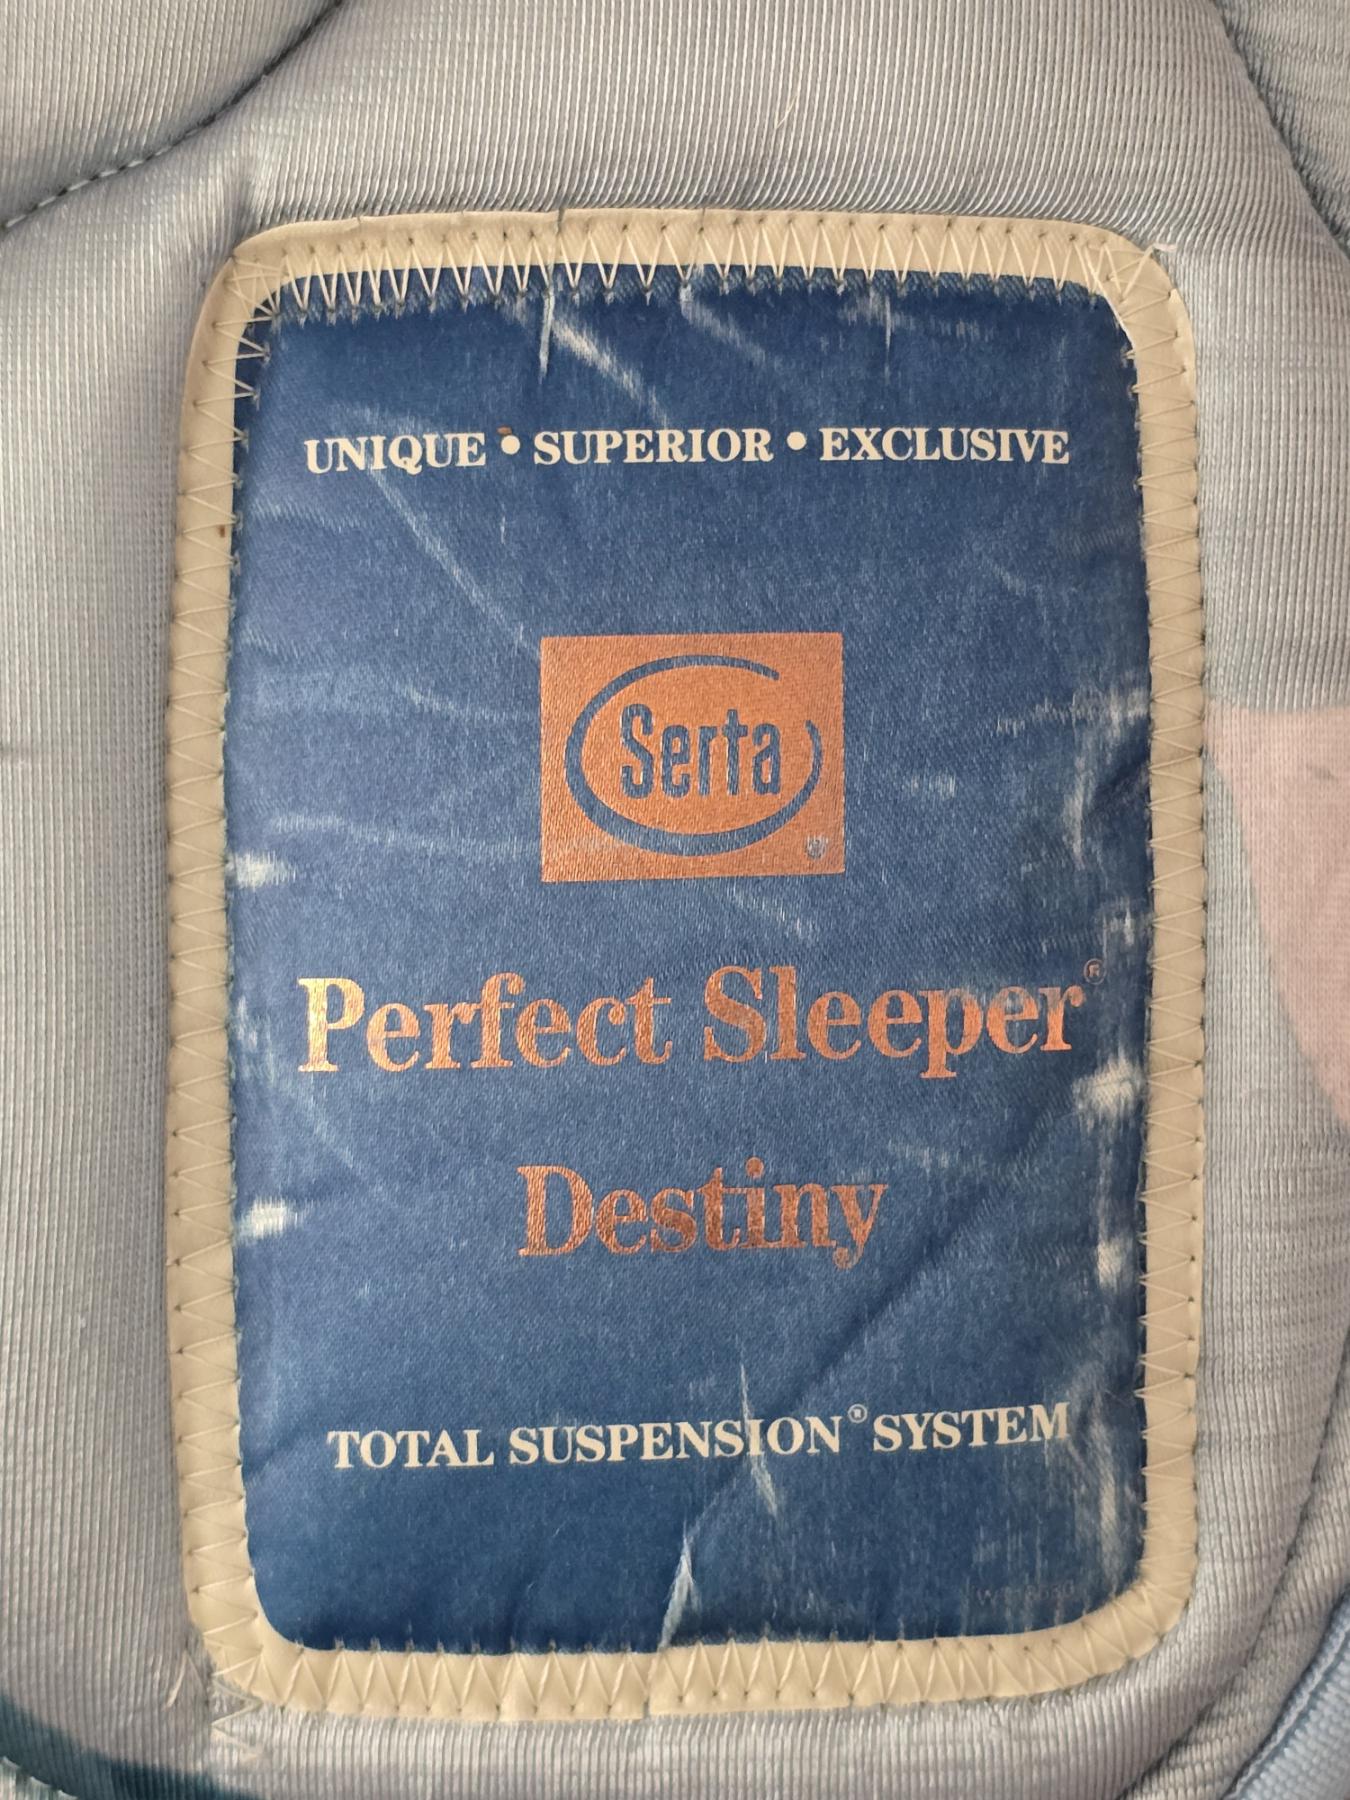 UNIQUE • SUPERIOR • EXCLUSIVE
Serta
Perfect Sleeper®
Destiny
TOTAL SUSPENSION® SYSTEM